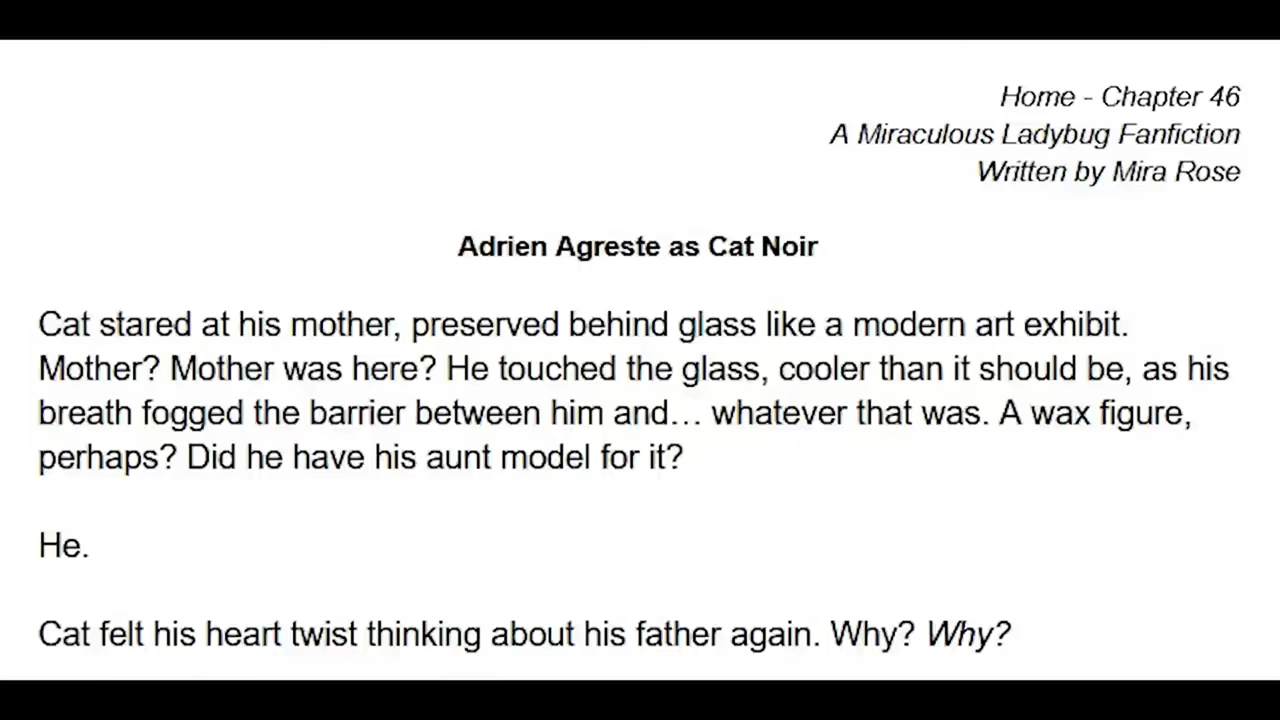 Home - Chapter 46
A Miraculous Ladybug Fanfiction
Written by Mira Rose
Adrien Agreste as Cat Noir
Cat stared at his mother, preserved behind glass like a modern art exhibit.
Mother? Mother was here? He touched the glass, cooler than it should be, as his
breath fogged the barrier between him and… whatever that was. A wax figure,
perhaps? Did he have his aunt model for it?
He.
Cat felt his heart twist thinking about his father again. Why? Why?